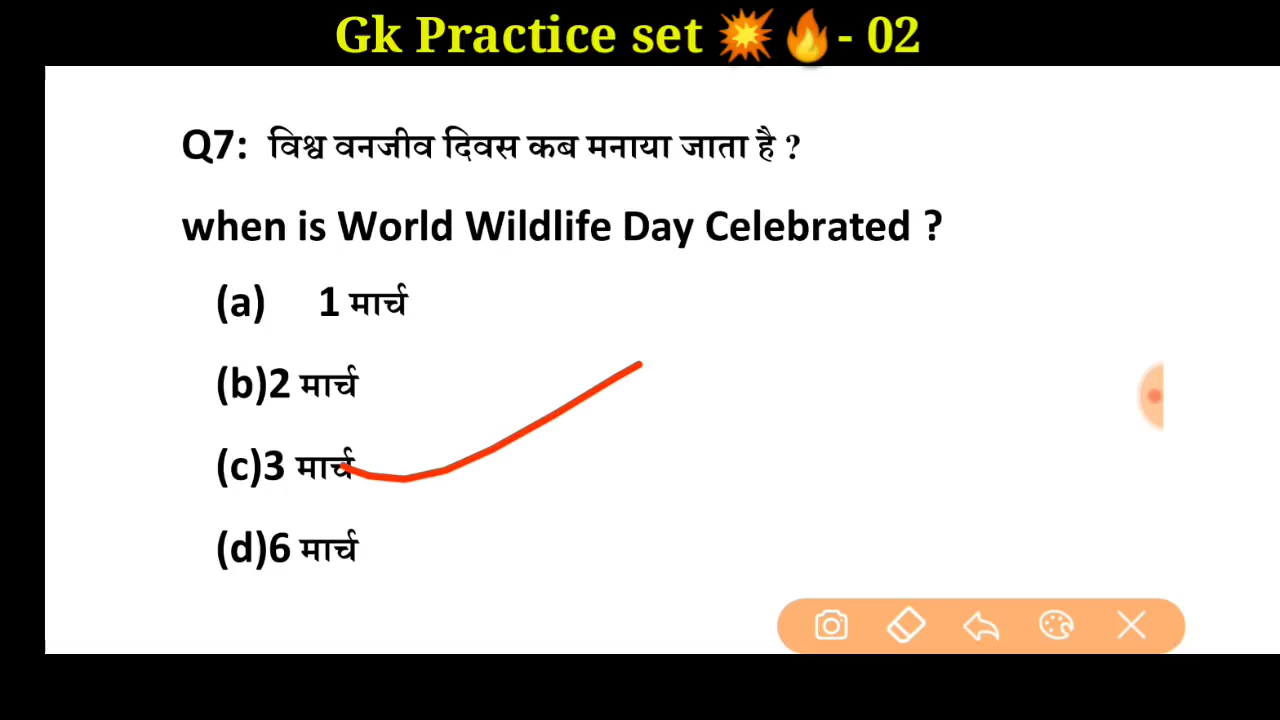 Gk Practice set 💥🔥- 02
Q7: विश्व वनजीव दिवस कब मनाया जाता है ?
when is World Wildlife Day Celebrated ?
(a) 1 मार्च
(b)2 मार्च
(c)3 मार्च
(d)6 मार्च